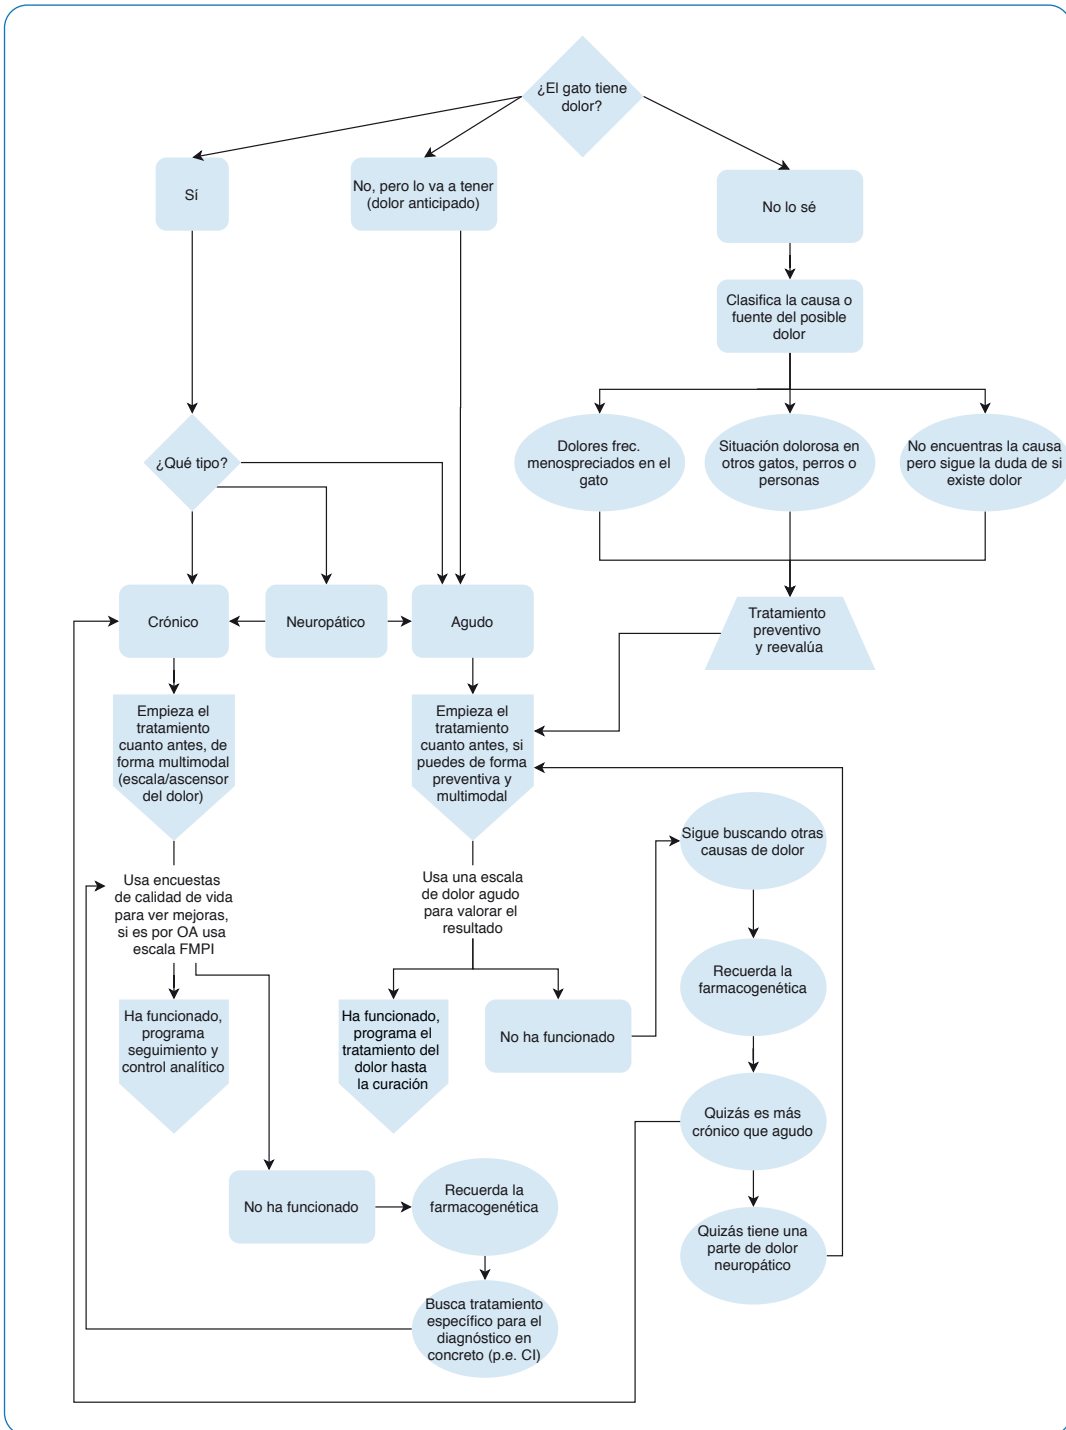 ¿El gato tiene
dolor?
Sí
No, pero lo va a tener
(dolor anticipado)
No lo sé
Clasifica la causa o
fuente del posible
dolor
¿Qué tipo?
Dolores frec.
menospreciados en el
gato
Situación dolorosa en
otros gatos, perros o
personas
No encuentras la causa
pero sigue la duda de si
existe dolor
Crónico
Neuropático
Agudo
Tratamiento
preventivo
y reevalúa
Empieza el
tratamiento
cuanto antes, de
forma multimodal
(escala/ascensor
del dolor)
Empieza el
tratamiento
cuanto antes, si
puedes de forma
preventiva y
multimodal
Usa encuestas
de calidad de vida
para ver mejoras,
si es por OA usa
escala FMPI
Usa una escala
de dolor agudo
para valorar el
resultado
Sigue buscando otras
causas de dolor
Recuerda la
farmacogenética
Ha funcionado,
programa
seguimiento y
control analítico
Ha funcionado,
programa el
tratamiento del
dolor hasta
la curación
No ha funcionado
Quizás es más
crónico que agudo
No ha funcionado
Recuerda la
farmacogenética
Quizás tiene una
parte de dolor
neuropático
Busca tratamiento
específico para el
diagnóstico en
concreto (p.e. CI)